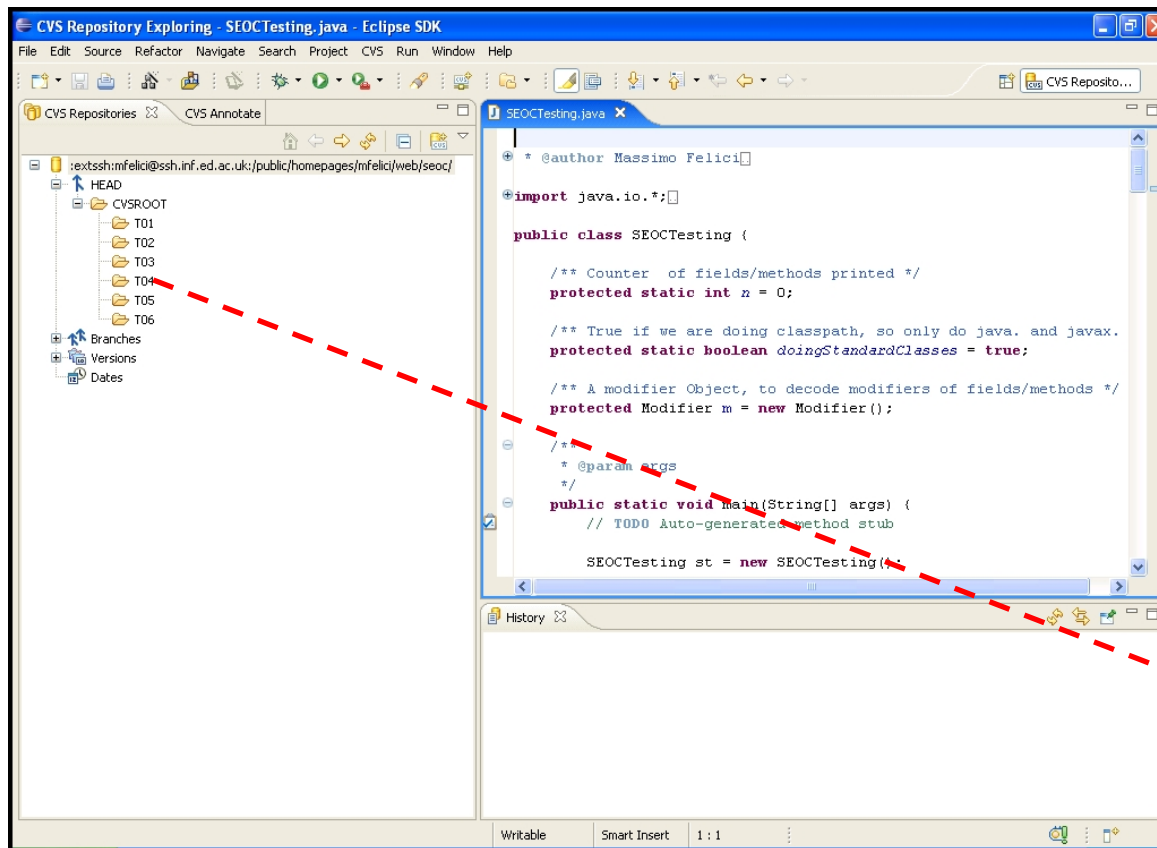 CVS Repository Exploring - SEOCTesting.java - Eclipse SDK
File Edit Source Refactor Navigate Search Project CVS Run Window Help
CVS Reposito...
CVS Repositories CVS Annotate
:extssh:mfelici@ssh.inf.ed.ac.uk:/public/homepages/mfelici/web/seoc/
HEAD
CVSROOT
T01
T02
T03
T04
T05
T06
Branches
Versions
Dates
SEOCTesting.java
* @author Massimo Felici
import java.io.*;
public class SEOCTesting {
/** Counter  of fields/methods printed */
protected static int n = 0;
/** True if we are doing classpath, so only do java. and javax.
protected static boolean doingStandardClasses = true;
/** A modifier Object, to decode modifiers of fields/methods */
protected Modifier m = new Modifier();
/**
* @param args
*/
public static void main(String[] args) {
// TODO Auto-generated method stub
SEOCTesting st = new SEOCTesting();
History
Writable Smart Insert 1 : 1